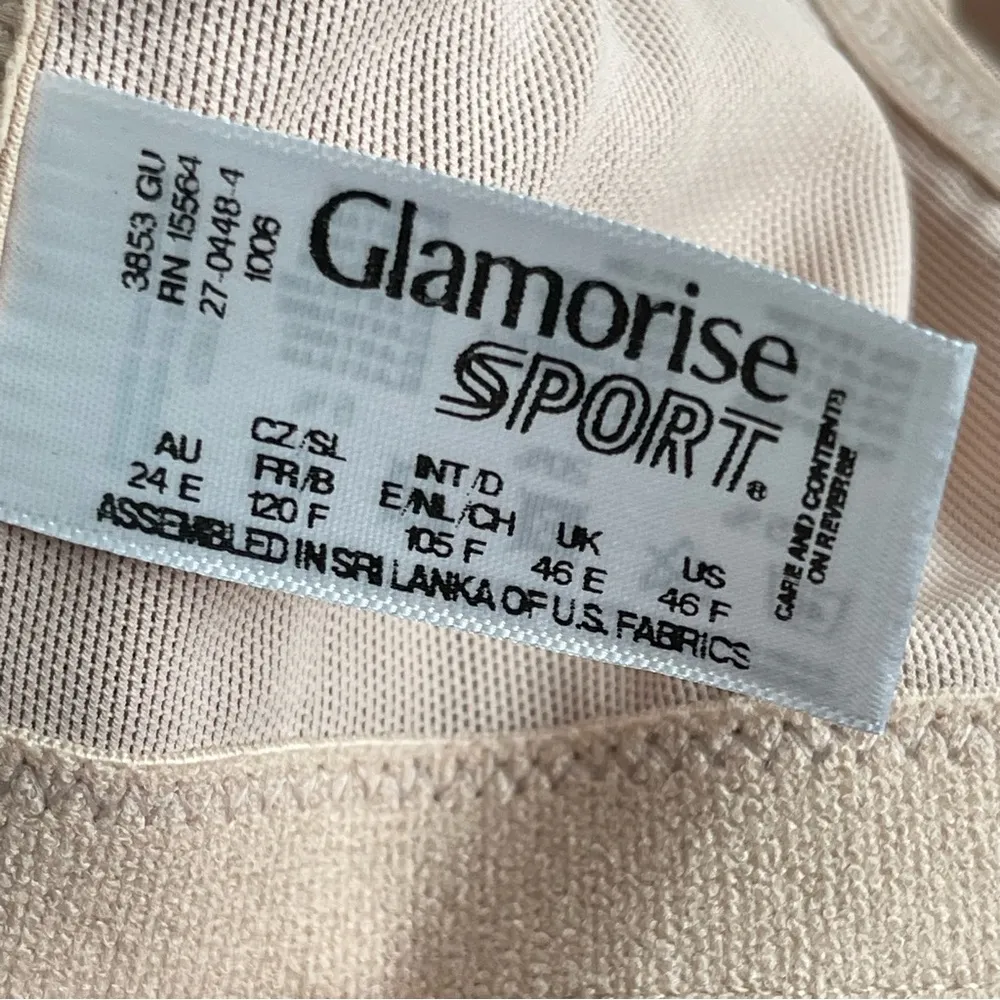 3853 GU
RN 15564
27-0448-4
1006
Glamorise
SPORT®
AU
24 E
CZ/SL
FR/B
120 F
INT/D
E/NL/CH
105 F
UK
46 E
US
46 F
ASSEMBLED IN SRI LANKA OF U.S. FABRICS
CARE AND CONTENTS
ON REVERSE